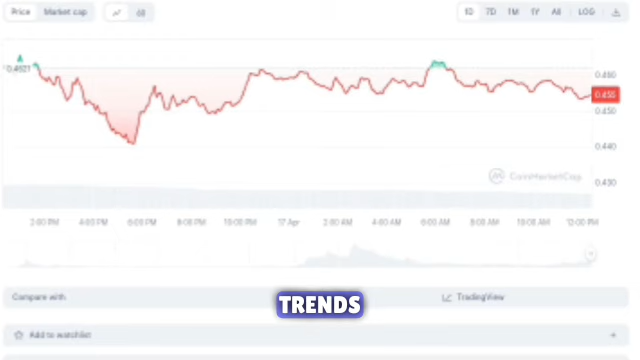 Price Market cap 1D 7D 1M 1Y All LOG
0.4621
0.460
0.455
0.450
0.440
0.430
CoinMarketCap
2:00 PM 4:00 PM 6:00 PM 8:00 PM 10:00 PM 17 Apr 2:00 AM 4:00 AM 6:00 AM 8:00 AM 10:00 AM 12:00 PM
Compare with TradingView
TRENDS
Add to watchlist